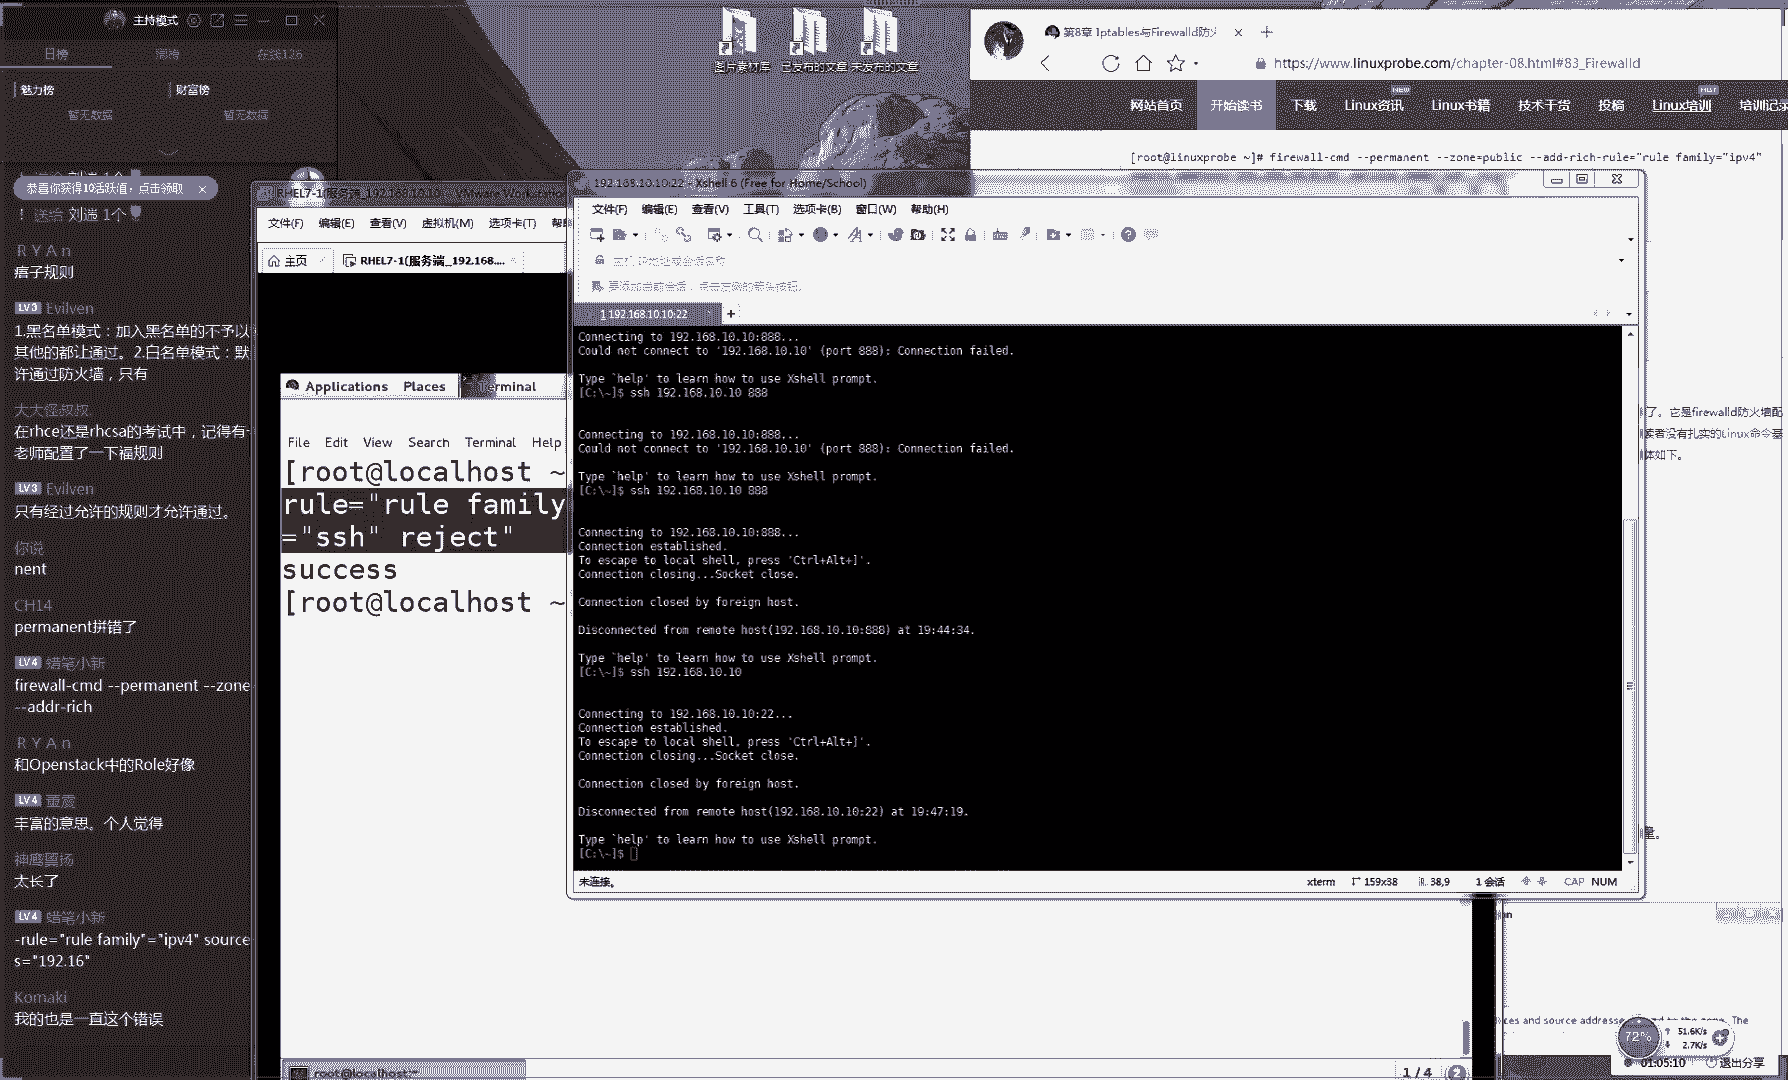 主持模式
日榜
在线126
魅力榜
财富榜
暂无数据
暂无数据
恭喜你获得10活跃值，点击领取
！ 送给 刘遄 1个
R Y A n
痞子规则
LV3 Evilven
1.黑名单模式：加入黑名单的不予以
其他的都让通过。2.白名单模式：默
许通过防火墙，只有
大大怪叔叔.
在rhce还是rhcsa的考试中，记得有
老师配置了一下福规则
LV3 Evilven
只有经过允许的规则才允许通过。
你说
nent
CH14
permanent拼错了
LV4 蜡笔小新
firewall-cmd --permanent --zone
--addr-rich
R Y A n
和Openstack中的Role好像
LV4
丰富的意思。个人觉得
太长了
LV4 蜡笔小新
-rule="rule family"="ipv4" source
s="192.16"
Komaki
我的也是一直这个错误
图片素材库
已发布的文章
未发布的文章
第8章 Iptables与Firewalld防火
https://www.linuxprobe.com/chapter-08.html#83_Firewalld
网站首页
开始读书
下载
Linux资讯
NEW
Linux书籍
技术干货
投稿
Linux培训
HOT
培训记录
[root@linuxprobe ~]# firewall-cmd --permanent --zone=public --add-rich-rule="rule family="ipv4"
了。它是firewalld防火墙配
读者没有扎实的Linux命令基
体如下。
量。
RHEL7-1(服务端_192.168.10.10) - VMware Workstation
文件(F) 编辑(E) 查看(V) 虚拟机(M) 选项卡(T) 帮
主页
RHEL7-1(服务端_192.168....
Applications Places Terminal
File Edit View Search Terminal Help
[root@localhost ~
rule="rule family
="ssh" reject"
success
[root@localhost ~
192.168.10.10:22 - Xshell 6 (Free for Home/School)
文件(F) 编辑(E) 查看(V) 工具(T) 选项卡(B) 窗口(W) 帮助(H)
要添加当前会话，点击左侧的箭头按钮。
1 192.168.10.10:22
Connecting to 192.168.10.10:888...
Could not connect to '192.168.10.10' (port 888): Connection failed.
Type `help' to learn how to use Xshell prompt.
[C:\~]$ ssh 192.168.10.10 888
Connecting to 192.168.10.10:888...
Could not connect to '192.168.10.10' (port 888): Connection failed.
Type `help' to learn how to use Xshell prompt.
[C:\~]$ ssh 192.168.10.10 888
Connecting to 192.168.10.10:888...
Connection established.
To escape to local shell, press 'Ctrl+Alt+]'.
Connection closing...Socket close.
Connection closed by foreign host.
Disconnected from remote host(192.168.10.10:888) at 19:44:34.
Type `help' to learn how to use Xshell prompt.
[C:\~]$ ssh 192.168.10.10
Connecting to 192.168.10.10:22...
Connection established.
To escape to local shell, press 'Ctrl+Alt+]'.
Connection closing...Socket close.
Connection closed by foreign host.
Disconnected from remote host(192.168.10.10:22) at 19:47:19.
Type `help' to learn how to use Xshell prompt.
[C:\~]$
未连接。
xterm
159x38
38,9
1 会话
CAP NUM
ces and source addresse
to the zone. The
72%
51.6K/s
2.7K/s
01:05:10
退出分享
root@localhost:~
1 / 4
2